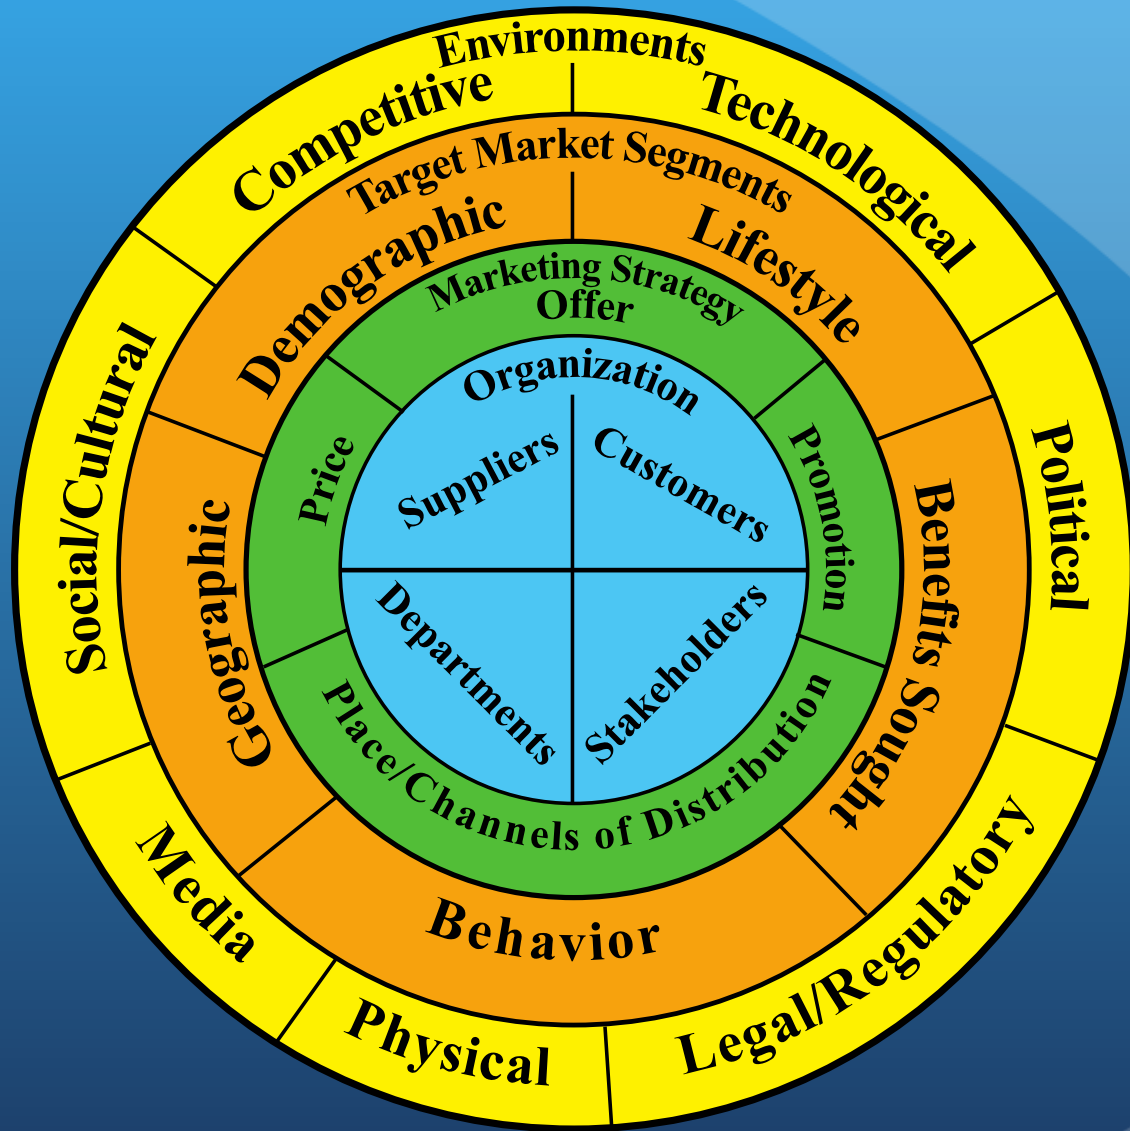 Environments
Competitive
Technological
Political
Legal/Regulatory
Physical
Media
Social/Cultural
Target Market Segments
Demographic
Lifestyle
Benefits Sought
Behavior
Geographic
Marketing Strategy
Offer
Promotion
Place/Channels of Distribution
Price
Organization
Suppliers
Customers
Departments
Stakeholders